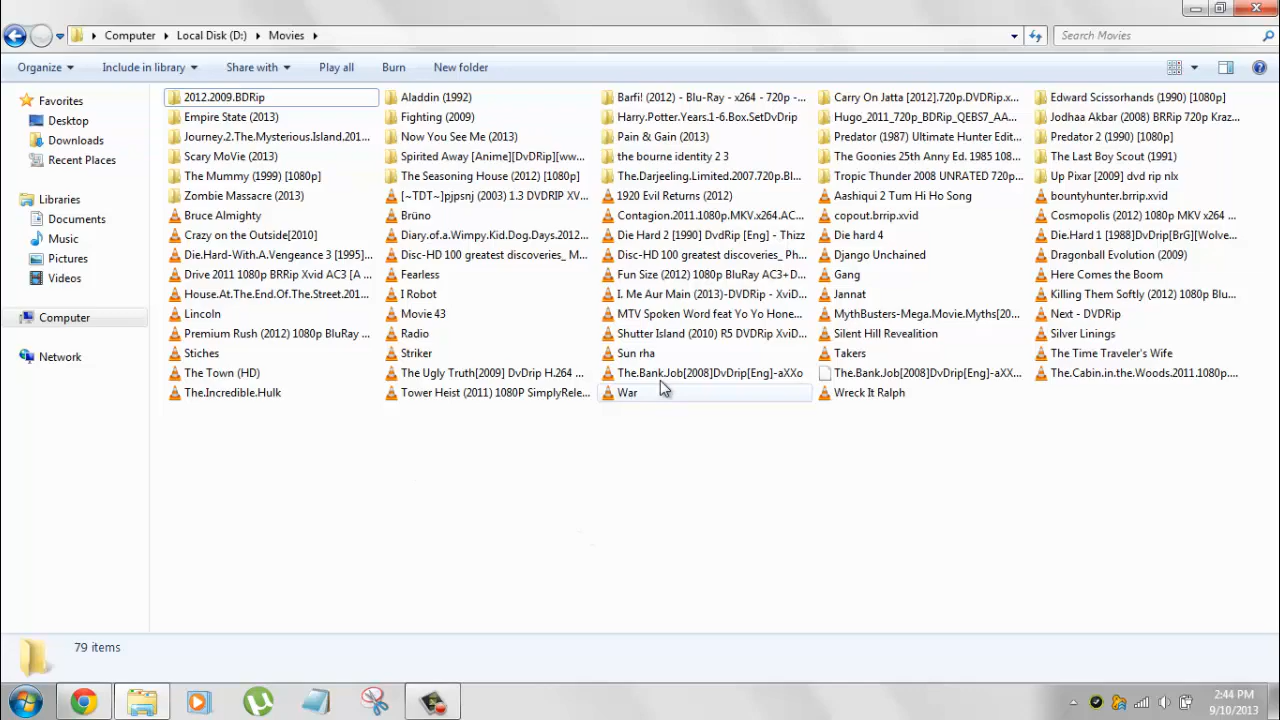 Computer Local Disk (D:) Movies Search Movies
Organize Include in library Share with Play all Burn New folder
Favorites
Desktop
Downloads
Recent Places
Libraries
Documents
Music
Pictures
Videos
Computer
Network
2012.2009.BDRip Aladdin (1992) Barfi! (2012) - Blu-Ray - x264 - 720p -... Carry On Jatta [2012].720p.DVDRip.x... Edward Scissorhands (1990) [1080p]
Empire State (2013) Fighting (2009) Harry.Potter.Years.1-6.Box.SetDvDrip Hugo_2011_720p_BDRip_QEBS7_AA... Jodhaa Akbar (2008) BRRip 720p Kraz...
Journey.2.The.Mysterious.Island.201... Now You See Me (2013) Pain & Gain (2013) Predator (1987) Ultimate Hunter Edit... Predator 2 (1990) [1080p]
Scary MoVie (2013) Spirited Away [Anime][DvDRip][ww... the bourne identity 2 3 The Goonies 25th Anny Ed. 1985 108... The Last Boy Scout (1991)
The Mummy (1999) [1080p] The Seasoning House (2012) [1080p] The.Darjeeling.Limited.2007.720p.Bl... Tropic Thunder 2008 UNRATED 720p... Up Pixar [2009] dvd rip nlx
Zombie Massacre (2013) [~TDT~]pjpsnj (2003) 1.3 DVDRIP XV... 1920 Evil Returns (2012) Aashiqui 2 Tum Hi Ho Song bountyhunter.brrip.xvid
Bruce Almighty Brüno Contagion.2011.1080p.MKV.x264.AC... copout.brrip.xvid Cosmopolis (2012) 1080p MKV x264 ...
Crazy on the Outside[2010] Diary.of.a.Wimpy.Kid.Dog.Days.2012... Die Hard 2 [1990] DvdRip [Eng] - Thizz Die hard 4 Die.Hard 1 [1988]DvDrip[BrG][Wolve...
Die.Hard-With.A.Vengeance 3 [1995]... Disc-HD 100 greatest discoveries_ M... Disc-HD 100 greatest discoveries_ Ph... Django Unchained Dragonball Evolution (2009)
Drive 2011 1080p BRRip Xvid AC3 [A ... Fearless Fun Size (2012) 1080p BluRay AC3+D... Gang Here Comes the Boom
House.At.The.End.Of.The.Street.201... I Robot I. Me Aur Main (2013)-DVDRip - XviD... Jannat Killing Them Softly (2012) 1080p Blu...
Lincoln Movie 43 MTV Spoken Word feat Yo Yo Hone... MythBusters-Mega.Movie.Myths[20... Next - DVDRip
Premium Rush (2012) 1080p BluRay ... Radio Shutter Island (2010) R5 DVDRip XviD... Silent Hill Revealition Silver Linings
Stiches Striker Sun rha Takers The Time Traveler's Wife
The Town (HD) The Ugly Truth[2009] DvDrip H.264 ... The.Bank.Job[2008]DvDrip[Eng]-aXXo The.Bank.Job[2008]DvDrip[Eng]-aXX... The.Cabin.in.the.Woods.2011.1080p....
The.Incredible.Hulk Tower Heist (2011) 1080P SimplyRele... War Wreck It Ralph
79 items
2:44 PM
9/10/2013